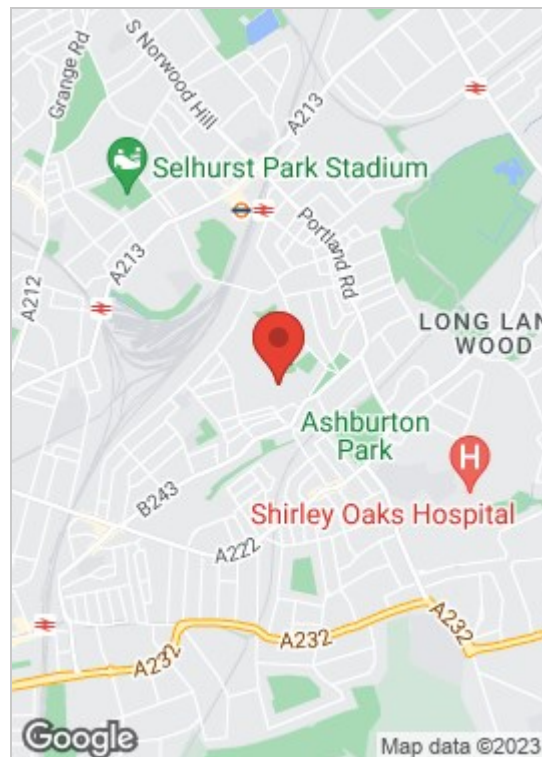 Grange Rd
S Norwood Hill
A213
Selhurst Park Stadium
Portland Rd
A213
A212
LONG LAN
WOOD
Ashburton
Park
H
Shirley Oaks Hospital
B243
A222
A232
A232
A232
Google
Map data ©2023